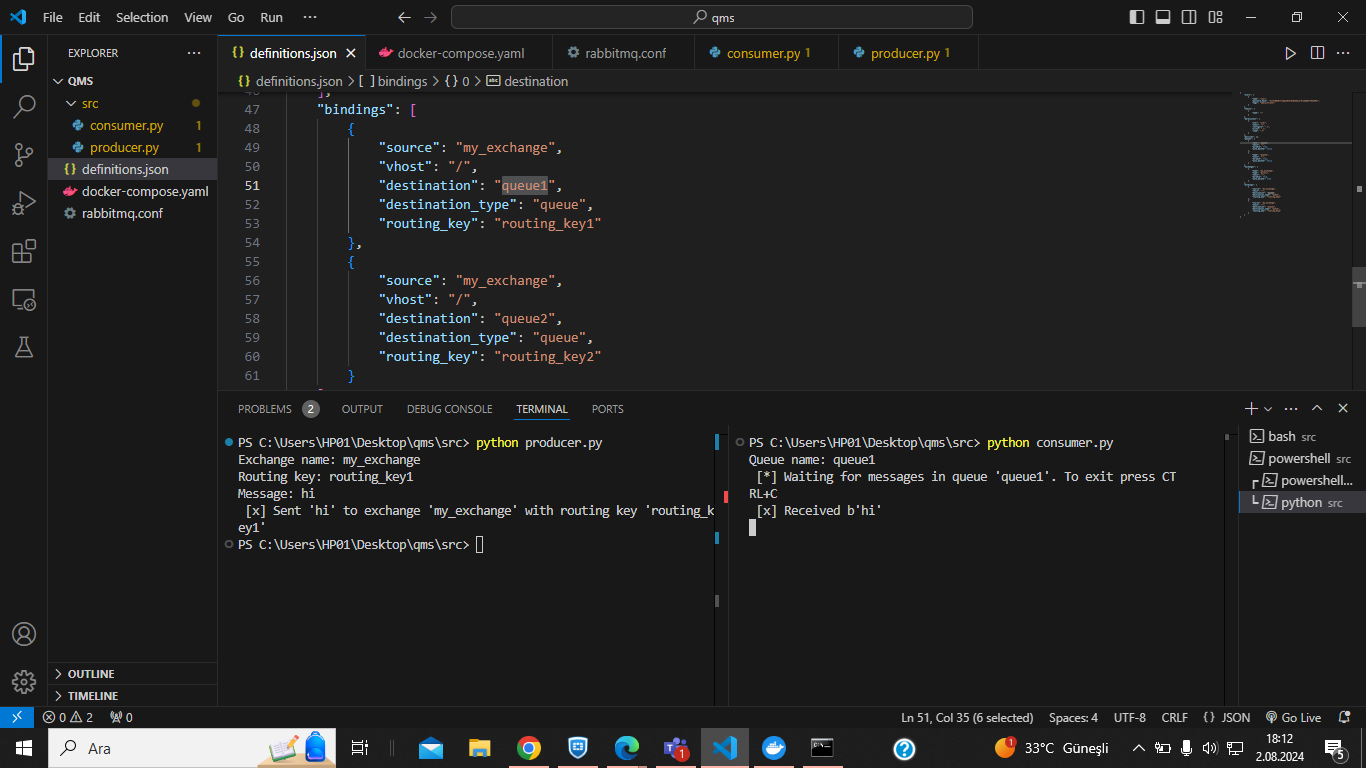 File Edit Selection View Go Run ···
qms
EXPLORER
QMS
src
consumer.py 1
producer.py 1
definitions.json
docker-compose.yaml
rabbitmq.conf
OUTLINE
TIMELINE
definitions.json docker-compose.yaml rabbitmq.conf consumer.py 1 producer.py 1
{} definitions.json > [ ] bindings > {} 0 > abc destination
46 ],
47 "bindings": [
48 {
49 "source": "my_exchange",
50 "vhost": "/",
51 "destination": "queue1",
52 "destination_type": "queue",
53 "routing_key": "routing_key1"
54 },
55 {
56 "source": "my_exchange",
57 "vhost": "/",
58 "destination": "queue2",
59 "destination_type": "queue",
60 "routing_key": "routing_key2"
61 }
PROBLEMS 2 OUTPUT DEBUG CONSOLE TERMINAL PORTS
PS C:\Users\HP01\Desktop\qms\src> python producer.py
Exchange name: my_exchange
Routing key: routing_key1
Message: hi
[x] Sent 'hi' to exchange 'my_exchange' with routing key 'routing_k
ey1'
PS C:\Users\HP01\Desktop\qms\src>
PS C:\Users\HP01\Desktop\qms\src> python consumer.py
Queue name: queue1
[*] Waiting for messages in queue 'queue1'. To exit press CT
RL+C
[x] Received b'hi'
bash src
powershell src
powershell...
python src
0 2 0
Ln 51, Col 35 (6 selected) Spaces: 4 UTF-8 CRLF {} JSON Go Live
Ara
1
1
33°C Güneşli
18:12
2.08.2024
5